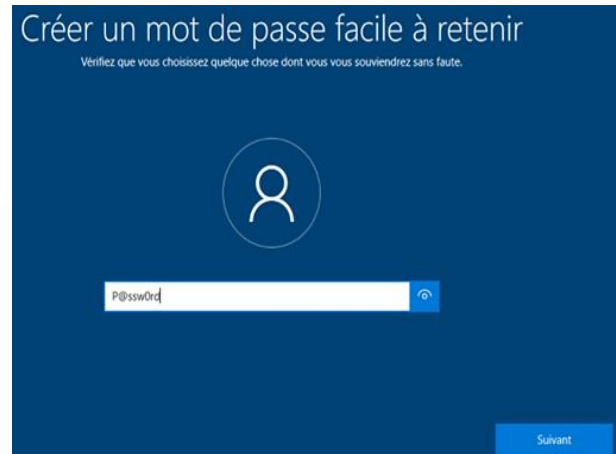 Créer un mot de passe facile à retenir
Vérifiez que vous choisissez quelque chose dont vous vous souviendrez sans faute.
P@ssw0rd
Suivant